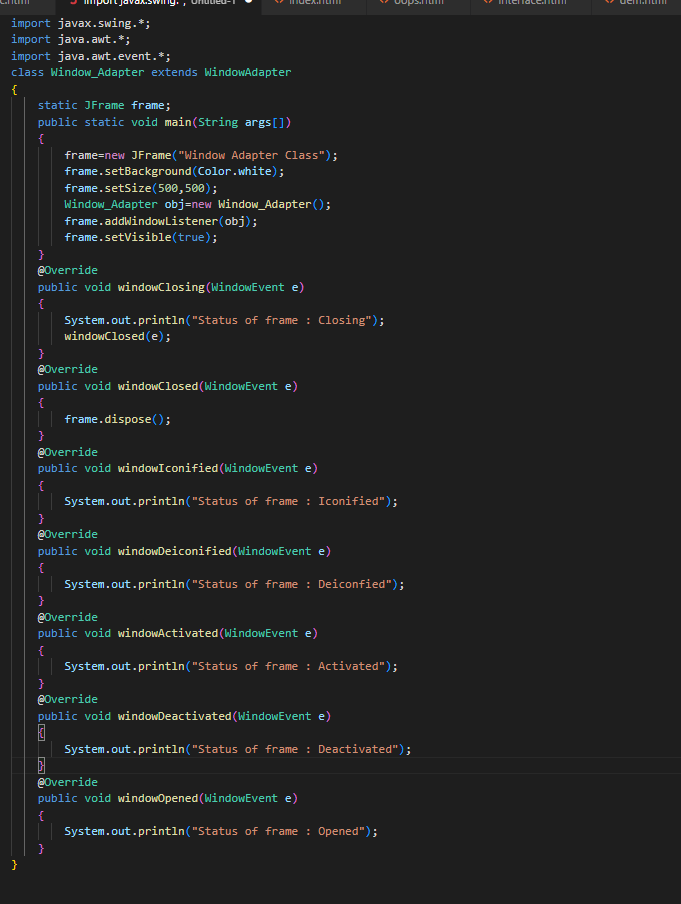 import javax.swing. , Untitled-1 index.html oops.html interface.html dem.html
import javax.swing.*;
import java.awt.*;
import java.awt.event.*;
class Window_Adapter extends WindowAdapter
{
    static JFrame frame;
    public static void main(String args[])
    {
        frame=new JFrame("Window Adapter Class");
        frame.setBackground(Color.white);
        frame.setSize(500,500);
        Window_Adapter obj=new Window_Adapter();
        frame.addWindowListener(obj);
        frame.setVisible(true);
    }
    @Override
    public void windowClosing(WindowEvent e)
    {
        System.out.println("Status of frame : Closing");
        windowClosed(e);
    }
    @Override
    public void windowClosed(WindowEvent e)
    {
        frame.dispose();
    }
    @Override
    public void windowIconified(WindowEvent e)
    {
        System.out.println("Status of frame : Iconified");
    }
    @Override
    public void windowDeiconified(WindowEvent e)
    {
        System.out.println("Status of frame : Deiconfied");
    }
    @Override
    public void windowActivated(WindowEvent e)
    {
        System.out.println("Status of frame : Activated");
    }
    @Override
    public void windowDeactivated(WindowEvent e)
    {
        System.out.println("Status of frame : Deactivated");
    }
    @Override
    public void windowOpened(WindowEvent e)
    {
        System.out.println("Status of frame : Opened");
    }
}